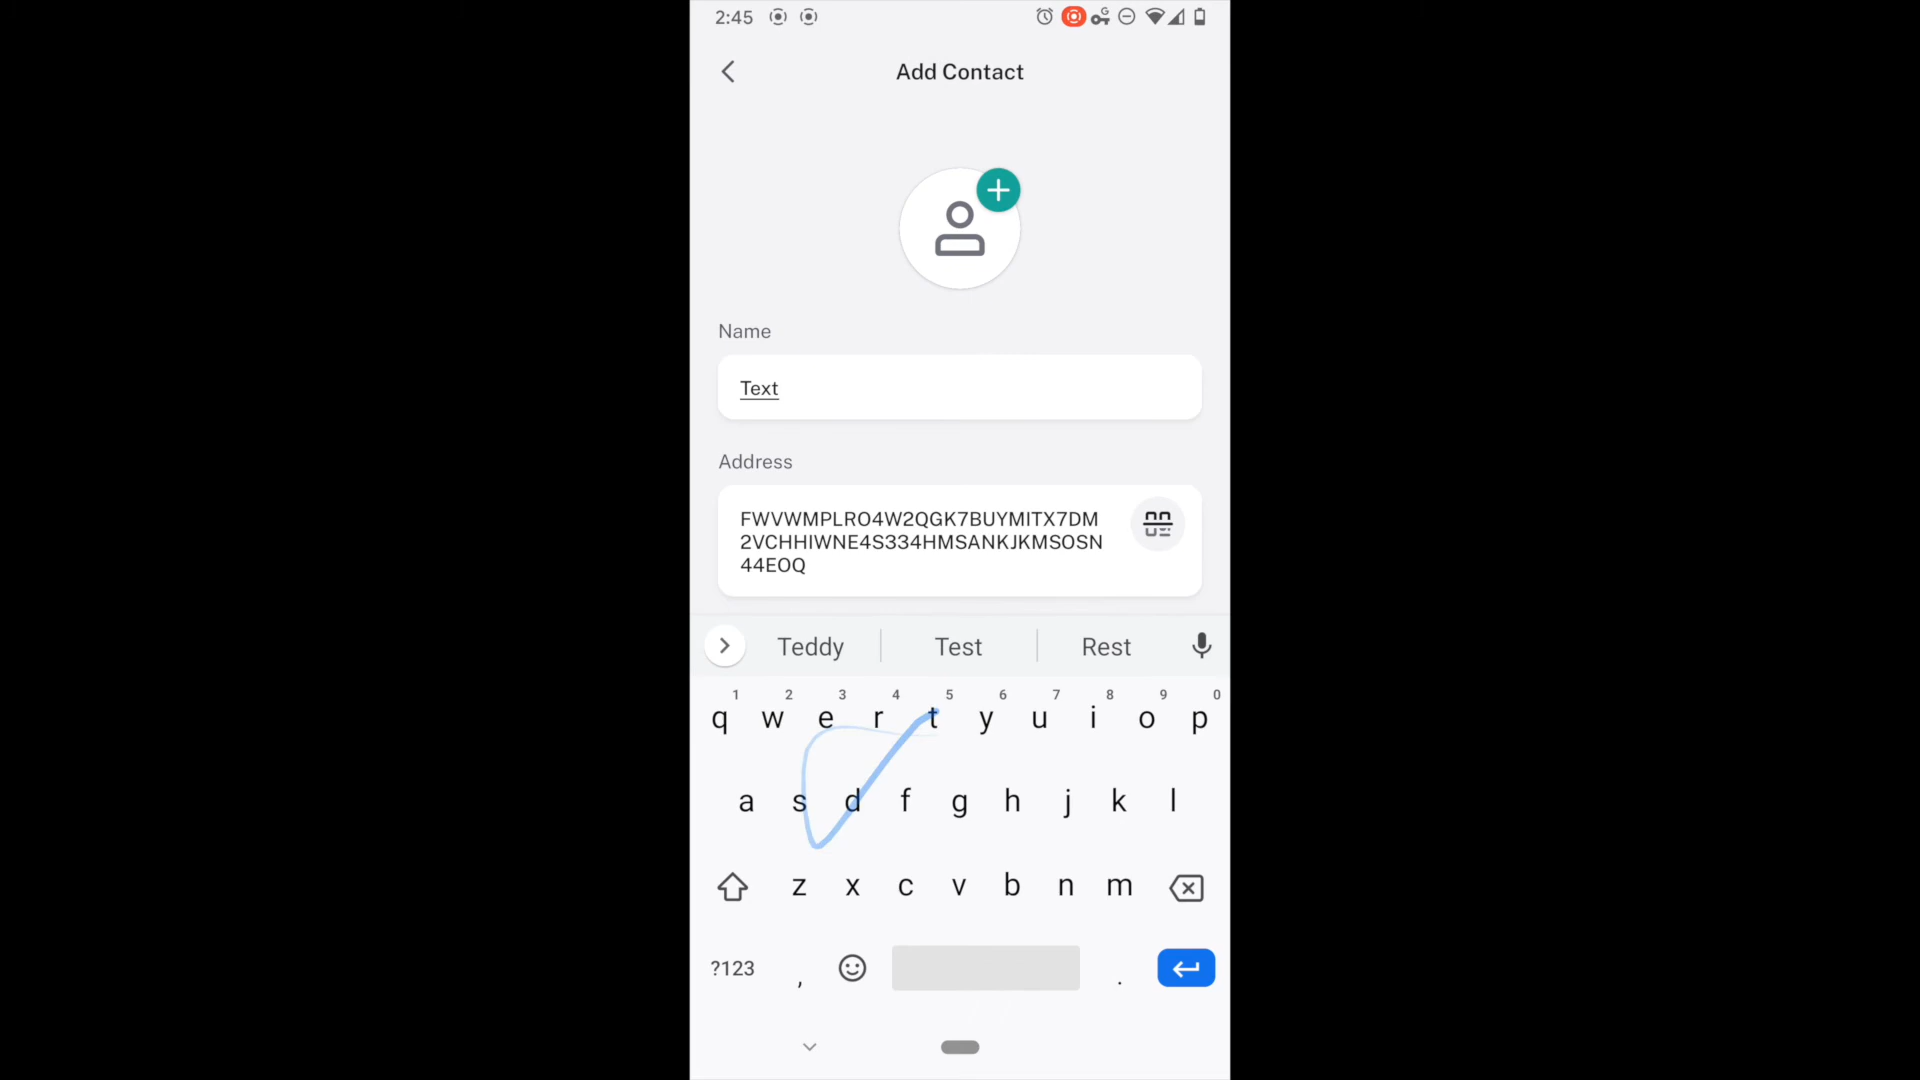 2:45
G
Add Contact
Name
Text
Address
FWVWMPLRO4W2QGK7BUYMITX7DM
2VCHHIWNE4S334HMSANKJKMSOSN
44EOQ
Teddy Test Rest
1 2 3 4 5 6 7 8 9 0
q w e r t y u i o p
a s d f g h j k l
z x c v b n m
?123 , .